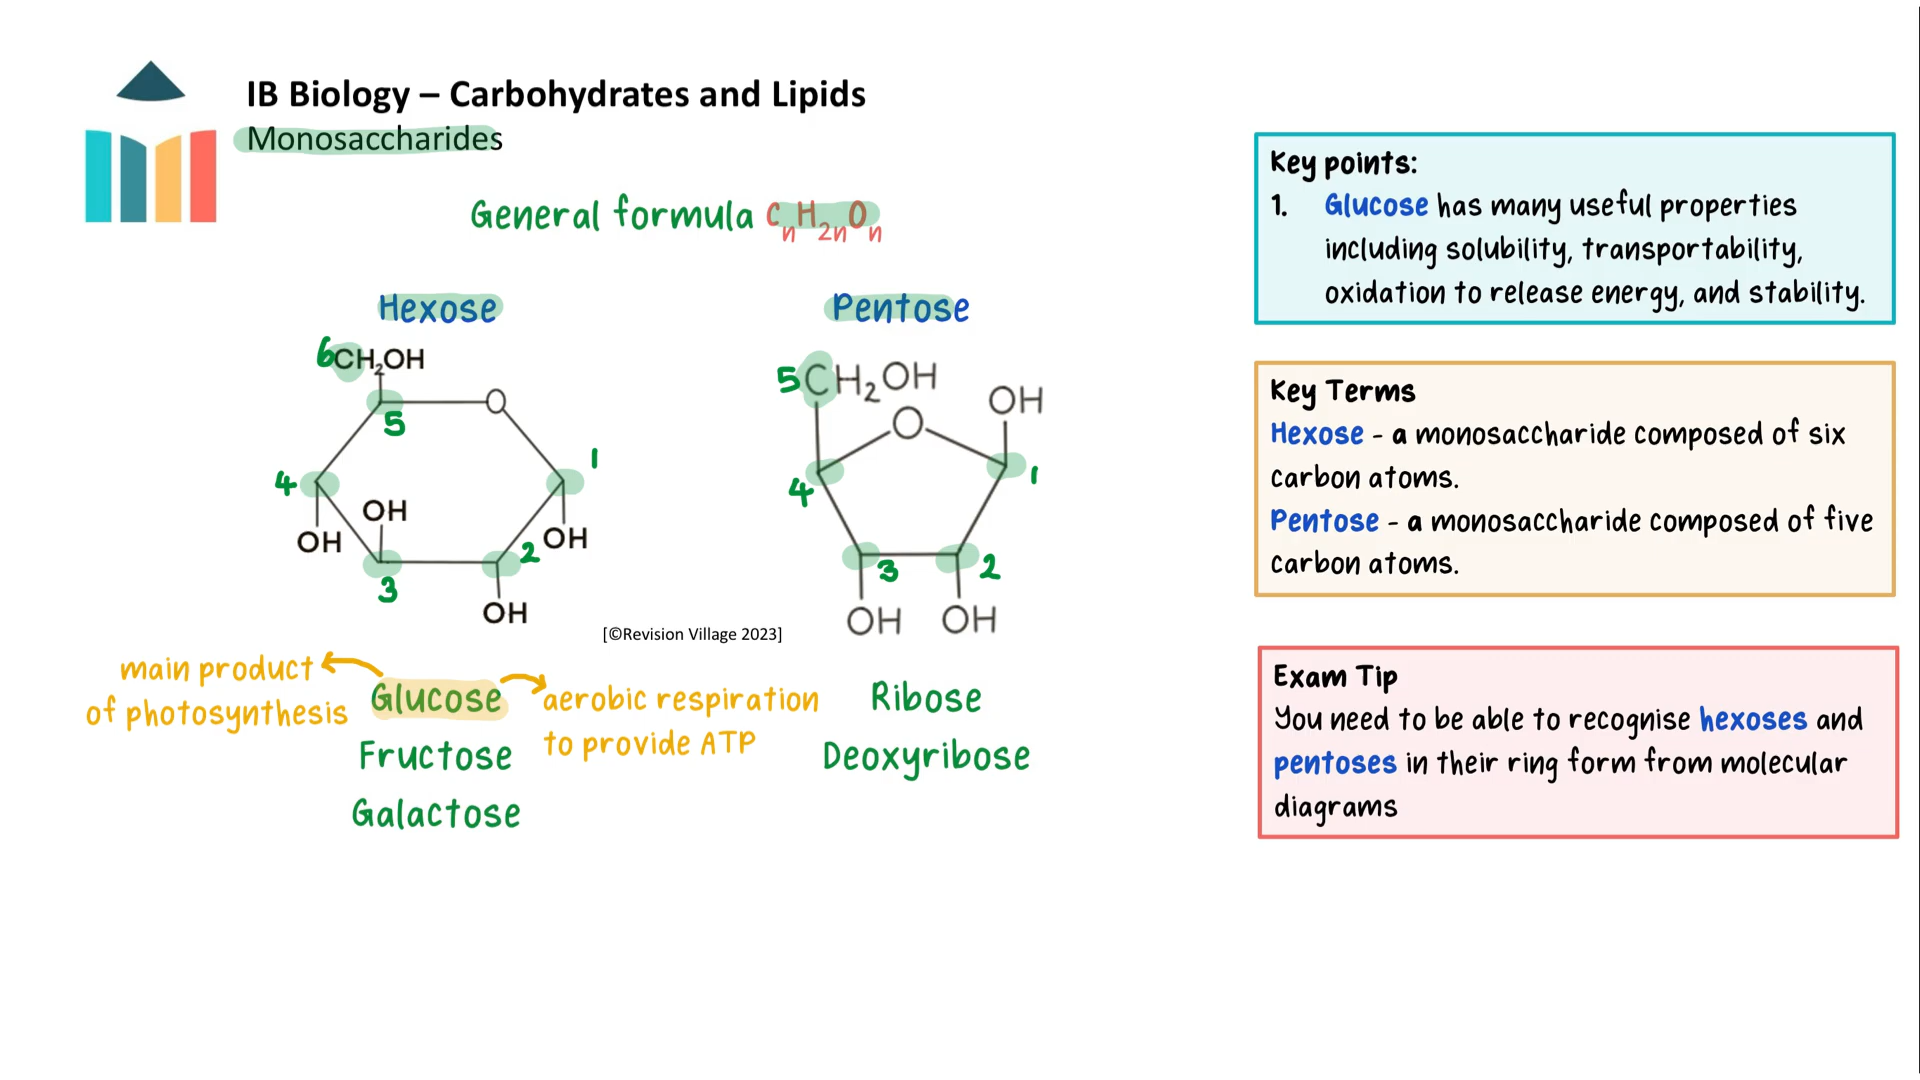 IB Biology – Carbohydrates and Lipids
Monosaccharides
General formula CnH2nOn
Hexose
6CH2OH
O
5
4
1
OH
OH
OH
2
3
OH
Pentose
5CH2OH
OH
O
4
1
3
2
OH OH
[©Revision Village 2023]
main product
of photosynthesis
Glucose
aerobic respiration
to provide ATP
Fructose
Galactose
Ribose
Deoxyribose
Key points:
1. Glucose has many useful properties
including solubility, transportability,
oxidation to release energy, and stability.
Key Terms
Hexose - a monosaccharide composed of six
carbon atoms.
Pentose - a monosaccharide composed of five
carbon atoms.
Exam Tip
You need to be able to recognise hexoses and
pentoses in their ring form from molecular
diagrams